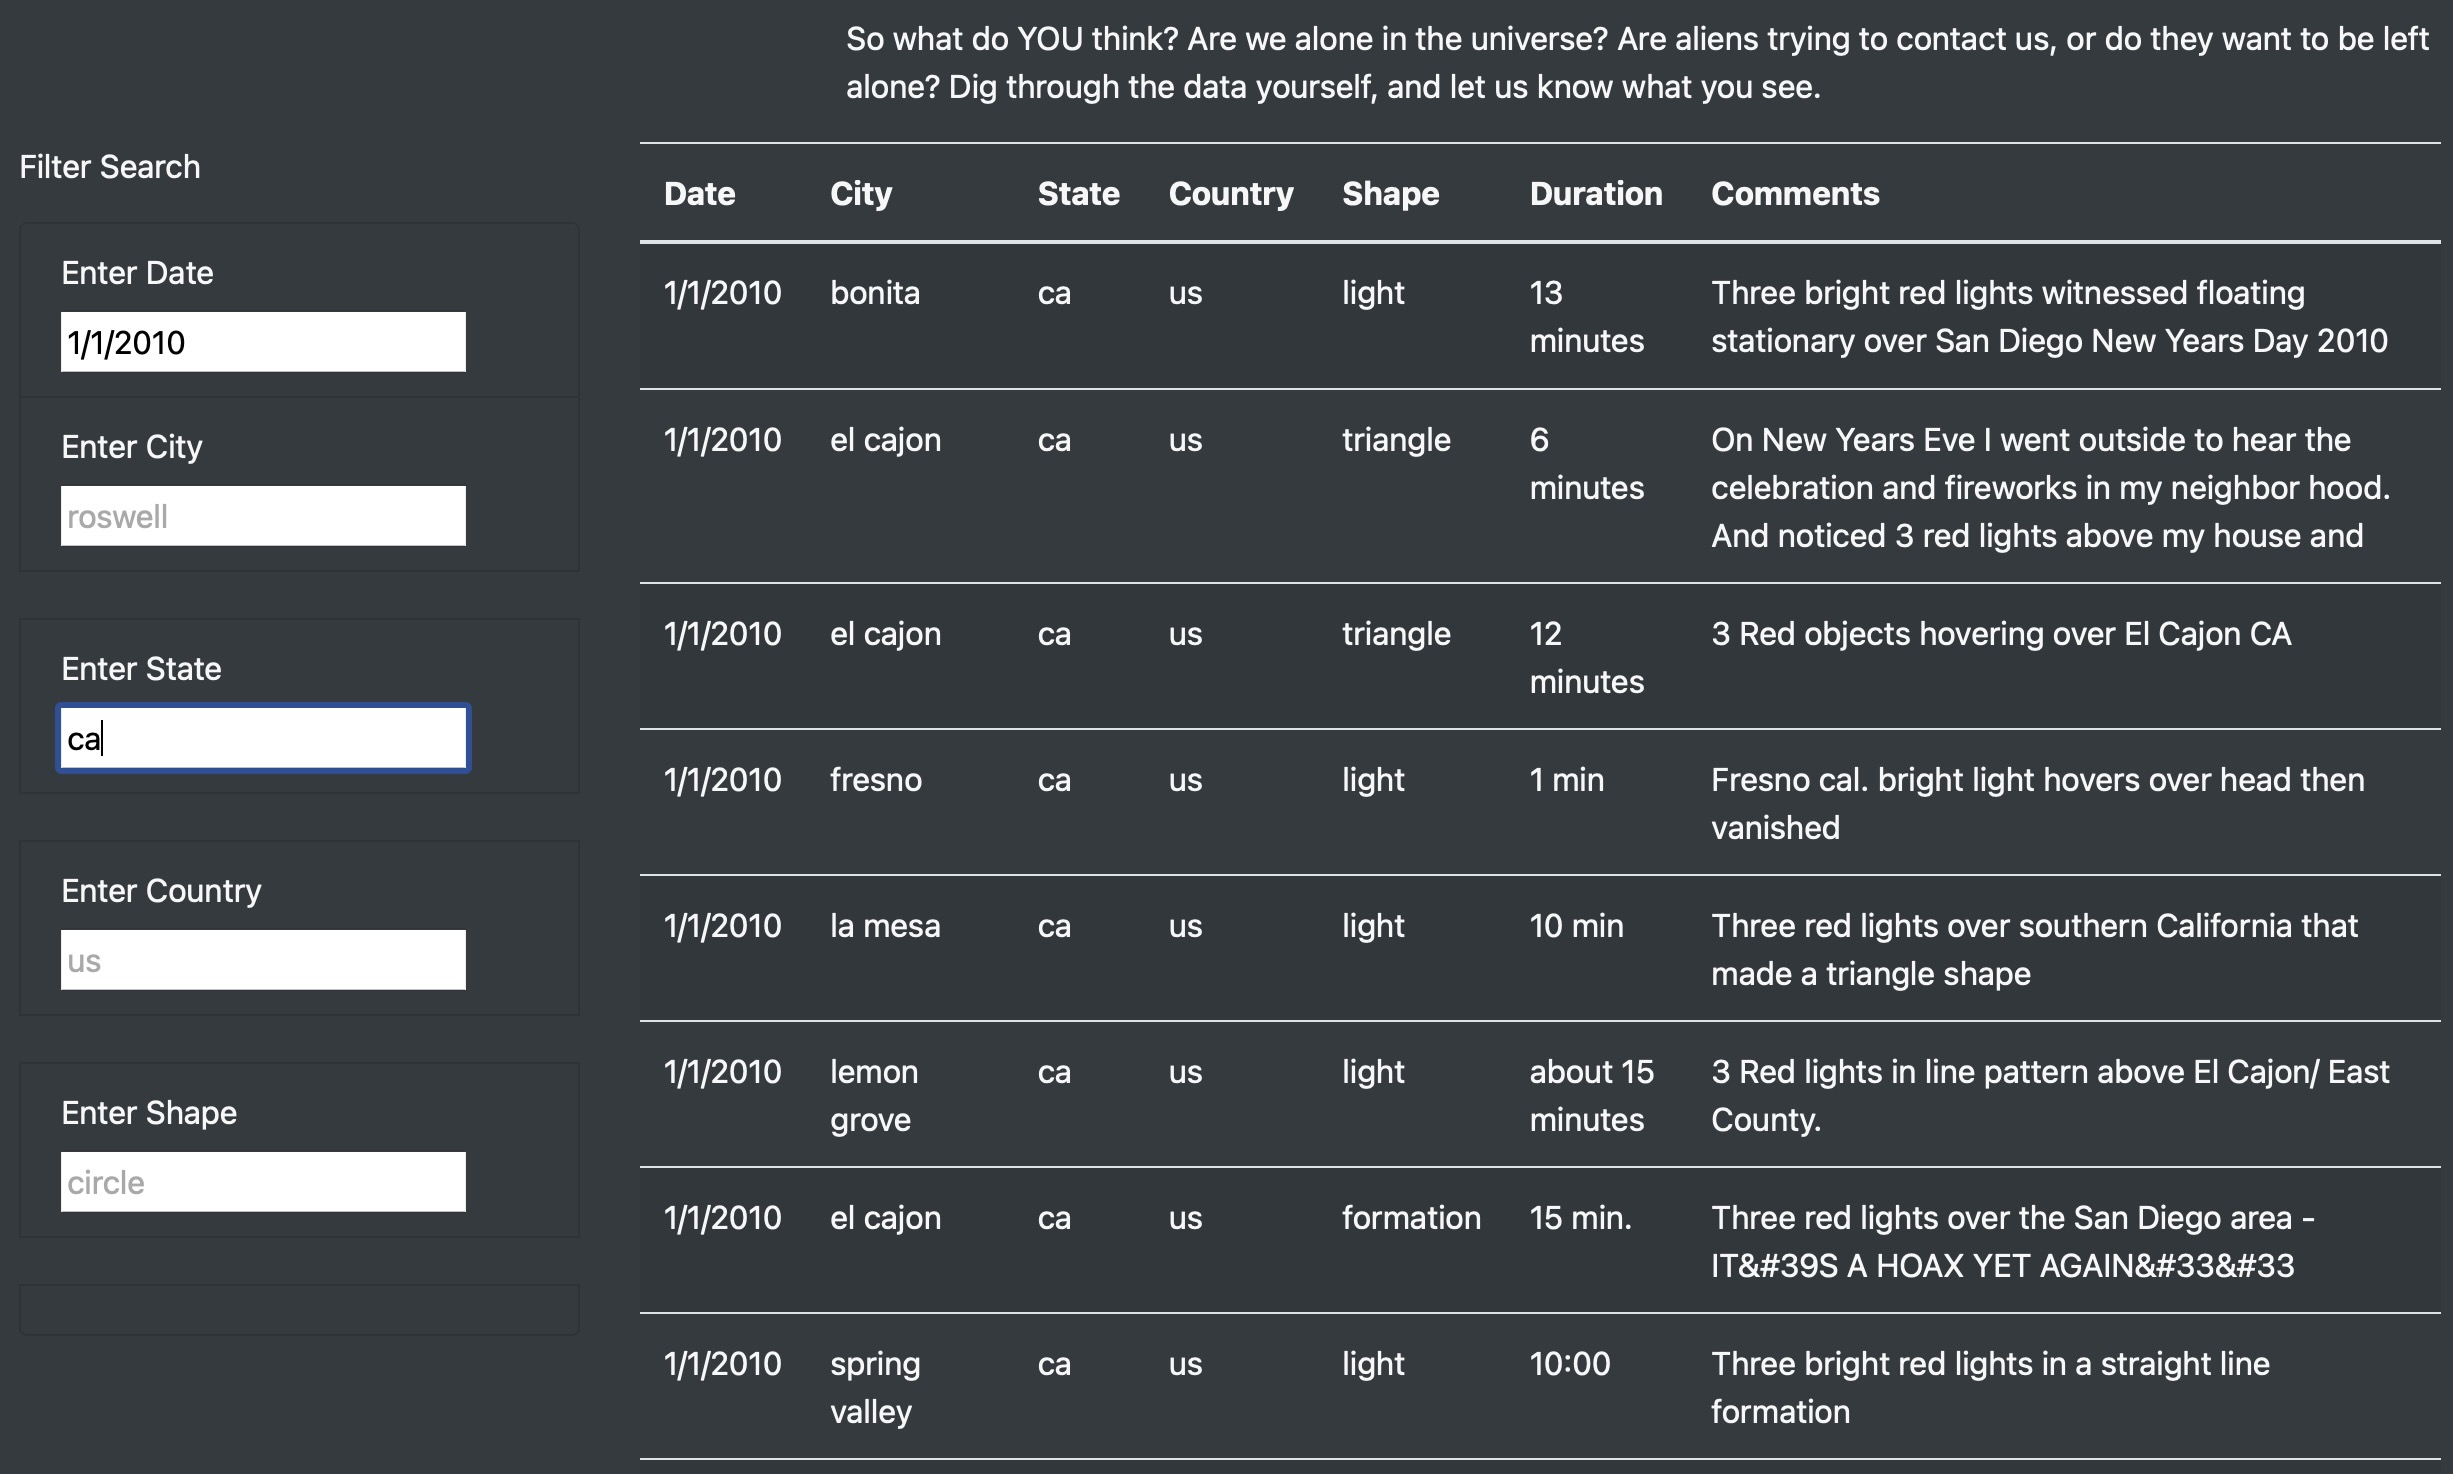 So what do YOU think? Are we alone in the universe? Are aliens trying to contact us, or do they want to be left
alone? Dig through the data yourself, and let us know what you see.
Filter Search
Enter Date
1/1/2010
Enter City
roswell
Enter State
ca
Enter Country
us
Enter Shape
circle
Date City State Country Shape Duration Comments
1/1/2010 bonita ca us light 13 Three bright red lights witnessed floating
minutes stationary over San Diego New Years Day 2010
1/1/2010 el cajon ca us triangle 6 On New Years Eve I went outside to hear the
minutes celebration and fireworks in my neighbor hood.
And noticed 3 red lights above my house and
1/1/2010 el cajon ca us triangle 12 3 Red objects hovering over El Cajon CA
minutes
1/1/2010 fresno ca us light 1 min Fresno cal. bright light hovers over head then
vanished
1/1/2010 la mesa ca us light 10 min Three red lights over southern California that
made a triangle shape
1/1/2010 lemon ca us light about 15 3 Red lights in line pattern above El Cajon/ East
grove minutes County.
1/1/2010 el cajon ca us formation 15 min. Three red lights over the San Diego area -
IT&#39S A HOAX YET AGAIN&#33&#33
1/1/2010 spring ca us light 10:00 Three bright red lights in a straight line
valley formation